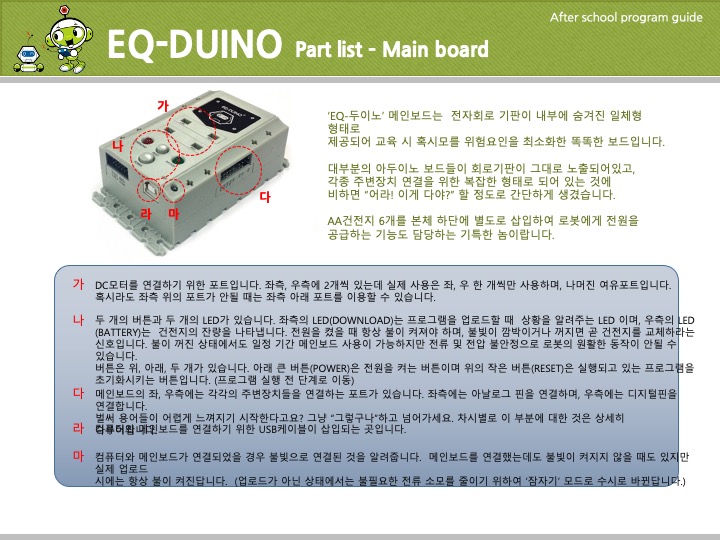 After school program guide
EQ-DUINO Part list - Main board
가
나
다
라 마
'EQ-두이노' 메인보드는 전자회로 기판이 내부에 숨겨진 일체형
형태로
제공되어 교육 시 혹시모를 위험요인을 최소화한 똑똑한 보드입니다.
대부분의 아두이노 보드들이 회로기판이 그대로 노출되어있고,
각종 주변장치 연결을 위한 복잡한 형태로 되어 있는 것에
비하면 "어라! 이게 다야?" 할 정도로 간단하게 생겼습니다.
AA건전지 6개를 본체 하단에 별도로 삽입하여 로봇에게 전원을
공급하는 기능도 담당하는 기특한 놈이랍니다.
가 DC모터를 연결하기 위한 포트입니다. 좌측, 우측에 2개씩 있는데 실제 사용은 좌, 우 한 개씩만 사용하며, 나머진 여유포트입니다.
혹시라도 좌측 위의 포트가 안될 때는 좌측 아래 포트를 이용할 수 있습니다.
나 두 개의 버튼과 두 개의 LED가 있습니다. 좌측의 LED(DOWNLOAD)는 프로그램을 업로드할 때 상황을 알려주는 LED 이며, 우측의 LED
(BATTERY)는 건전지의 잔량을 나타냅니다. 전원을 켰을 때 항상 불이 켜져야 하며, 불빛이 깜박이거나 꺼지면 곧 건전지를 교체하라는
신호입니다. 불이 꺼진 상태에서도 일정 기간 메인보드 사용이 가능하지만 전류 및 전압 불안정으로 로봇의 원활한 동작이 안될 수
있습니다.
버튼은 위, 아래, 두 개가 있습니다. 아래 큰 버튼(POWER)은 전원을 켜는 버튼이며 위의 작은 버튼(RESET)은 실행되고 있는 프로그램을
초기화시키는 버튼입니다. (프로그램 실행 전 단계로 이동)
다 메인보드의 좌, 우측에는 각각의 주변장치들을 연결하는 포트가 있습니다. 좌측에는 아날로그 핀을 연결하며, 우측에는 디지털핀을
연결합니다.
벌써 용어들이 어렵게 느껴지기 시작한다고요? 그냥 "그렇구나"하고 넘어가세요. 차시별로 이 부분에 대한 것은 상세히
라 컴퓨터와 메인보드를 연결하기 위한 USB케이블이 삽입되는 곳입니다.
마 컴퓨터와 메인보드가 연결되었을 경우 불빛으로 연결된 것을 알려줍니다. 메인보드를 연결했는데도 불빛이 켜지지 않을 때도 있지만
실제 업로드
시에는 항상 불이 켜진답니다. (업로드가 아닌 상태에서는 불필요한 전류 소모를 줄이기 위하여 '잠자기' 모드로 수시로 바뀐답니다.)